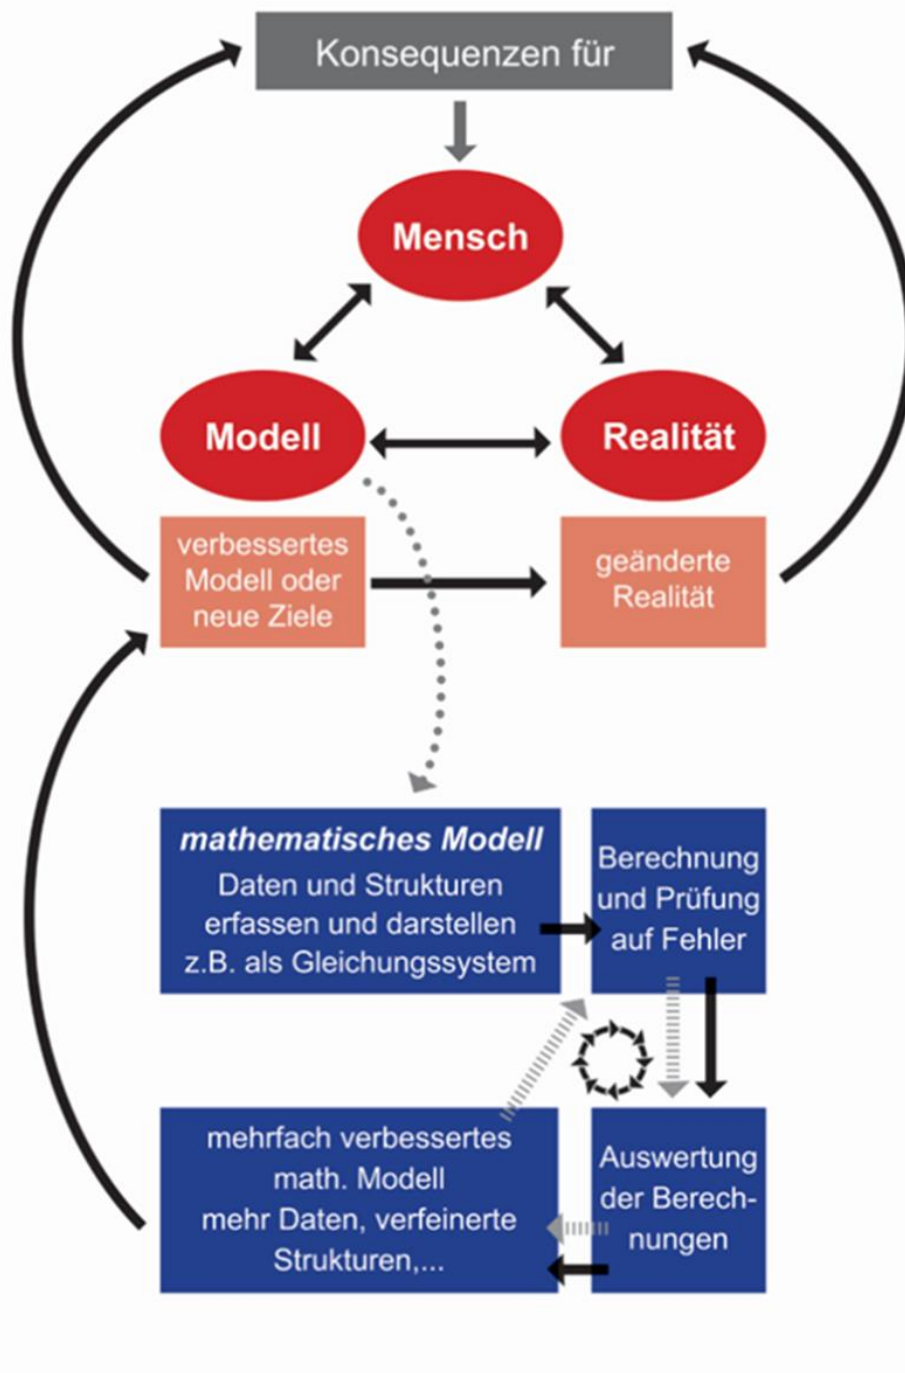 Konsequenzen für
Mensch
Modell
Realität
verbessertes
Modell oder
neue Ziele
geänderte
Realität
mathematisches Modell
Daten und Strukturen
erfassen und darstellen
z.B. als Gleichungssystem
Berechnung
und Prüfung
auf Fehler
mehrfach verbessertes
math. Modell
mehr Daten, verfeinerte
Strukturen,...
Auswertung
der Berech-
nungen